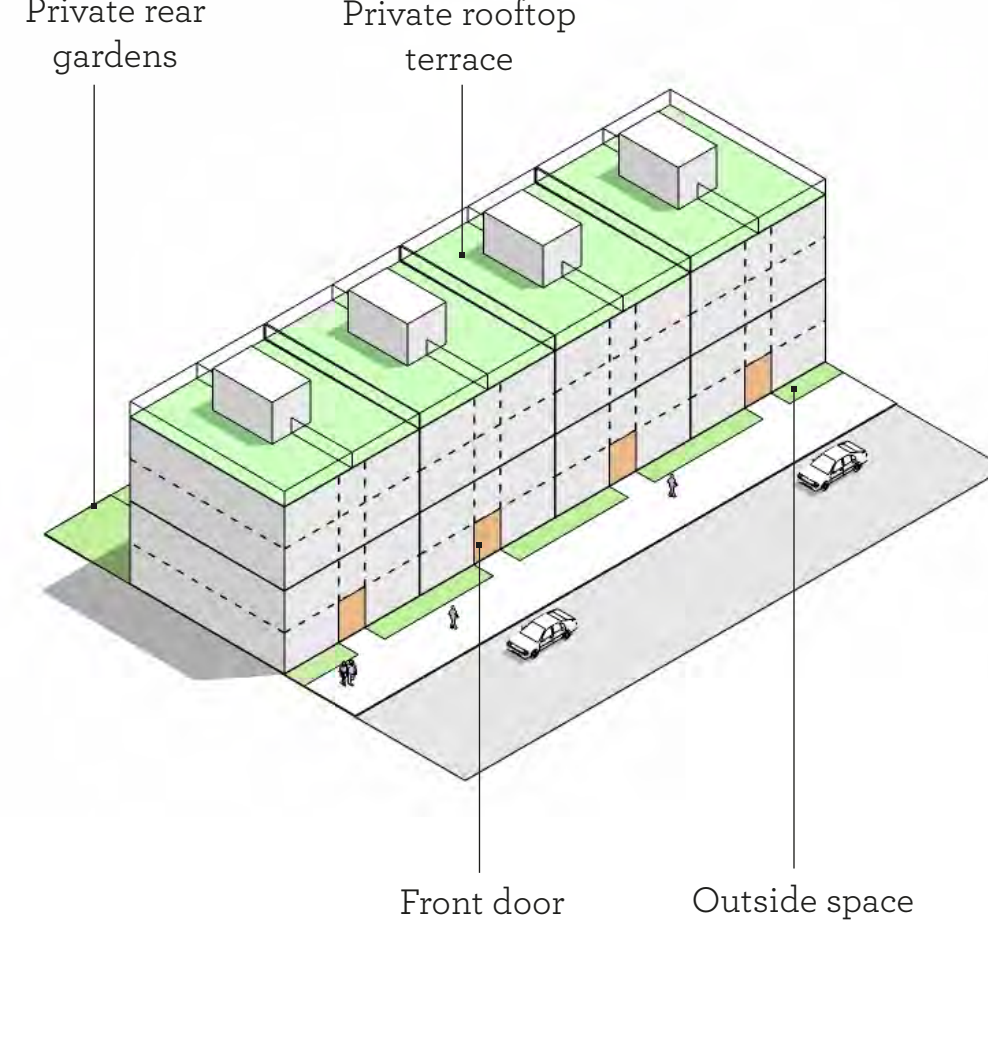 Private rear
gardens
Private rooftop
terrace
Front door
Outside space